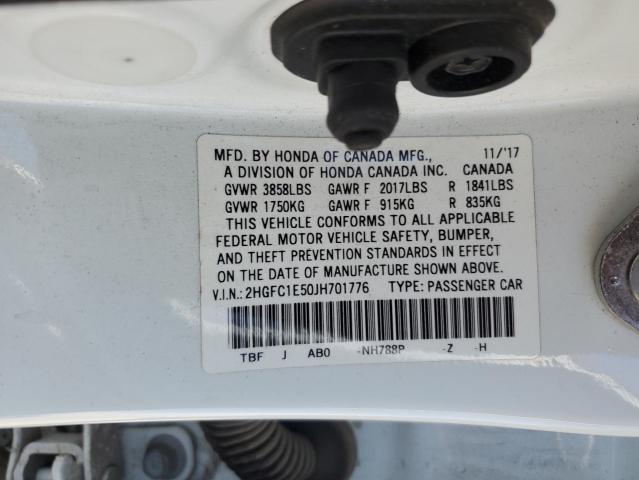 MFD. BY HONDA OF CANADA MFG., 11/'17
A DIVISION OF HONDA CANADA INC. CANADA
GVWR 3858LBS GAWR F 2017LBS R 1841LBS
GVWR 1750KG GAWR F 915KG R 835KG
THIS VEHICLE CONFORMS TO ALL APPLICABLE
FEDERAL MOTOR VEHICLE SAFETY, BUMPER,
AND THEFT PREVENTION STANDARDS IN EFFECT
ON THE DATE OF MANUFACTURE SHOWN ABOVE.
V.I.N.: 2HGFC1E50JH701776 TYPE: PASSENGER CAR
TBF J AB0 -NH788P -Z -H